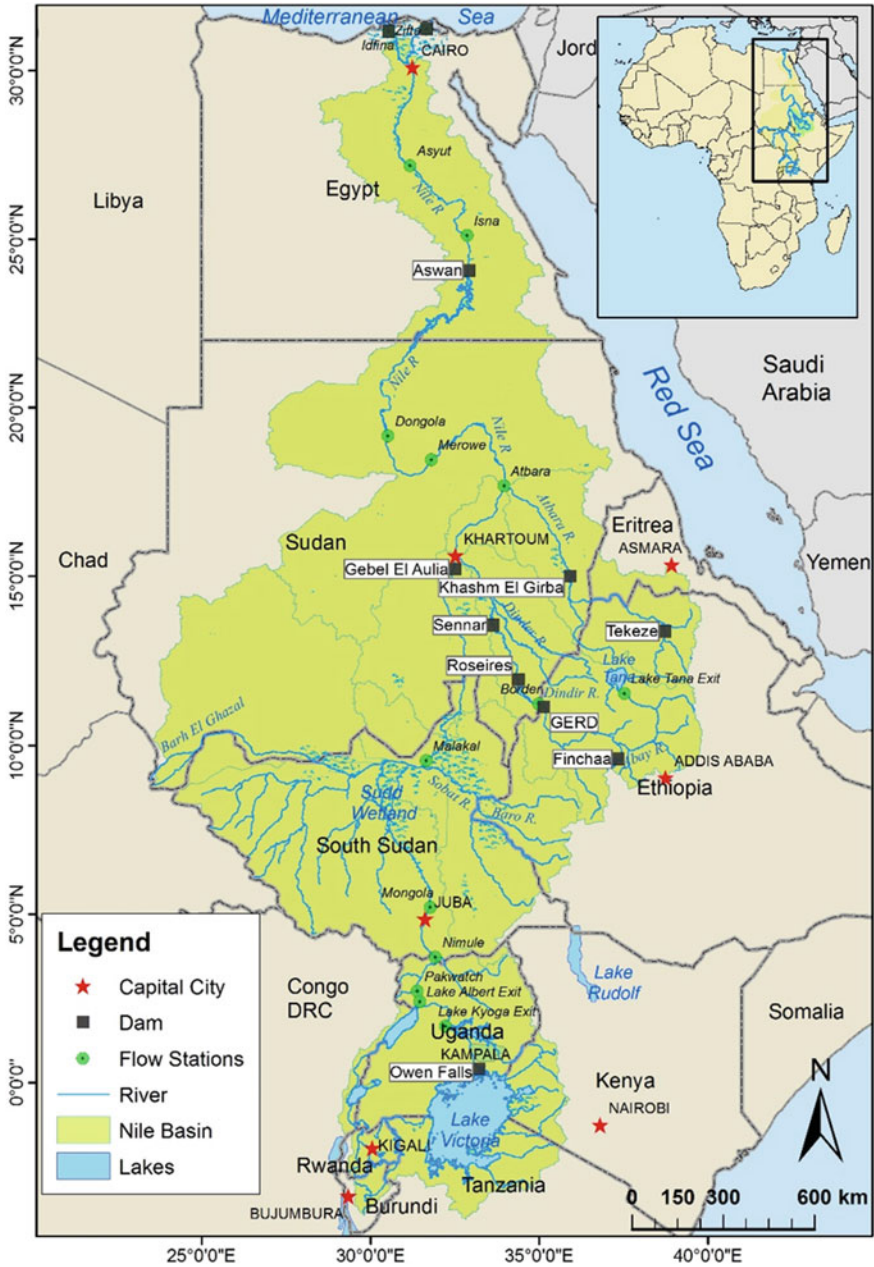 Mediterranean Sea
Idfina
Zifta
CAIRO
Jord
30°0'0"N
Asyut
Egypt
Libya
Nile R
Isna
25°0'0"N
Aswan
Saudi
Arabia
Nile R
Red Sea
20°0'0"N
Dongola
Merowe
Nile R
Atbara
Atbara R.
Eritrea
ASMARA
KHARTOUM
Chad
Sudan
Yemen
Gebel El Aulia
Khashm El Girba
15°0'0"N
Sennar
Dinder R.
Tekeze
Roseires
Lake
Tana
Lake Tana Exit
Borden
Dindir R.
GERD
Barh El Ghazal
10°0'0"N
Malakal
Finchaa
bay R.
ADDIS ABABA
Ethiopia
Sudd
Wetland
Sobat R.
Baro R.
South Sudan
Mongola
JUBA
5°0'0"N
Legend
Capital City
Dam
Flow Stations
River
Nile Basin
Lakes
Nimule
Congo
DRC
Pakwatch
Lake Albert Exit
Lake Kyoga Exit
Uganda
KAMPALA
Owen Falls
Lake
Rudolf
Somalia
0°0'0"
Kenya
NAIROBI
N
Lake
Victoria
KIGALI
Rwanda
Tanzania
BUJUMBURA
Burundi
0 150 300 600 km
25°0'0"E 30°0'0"E 35°0'0"E 40°0'0"E